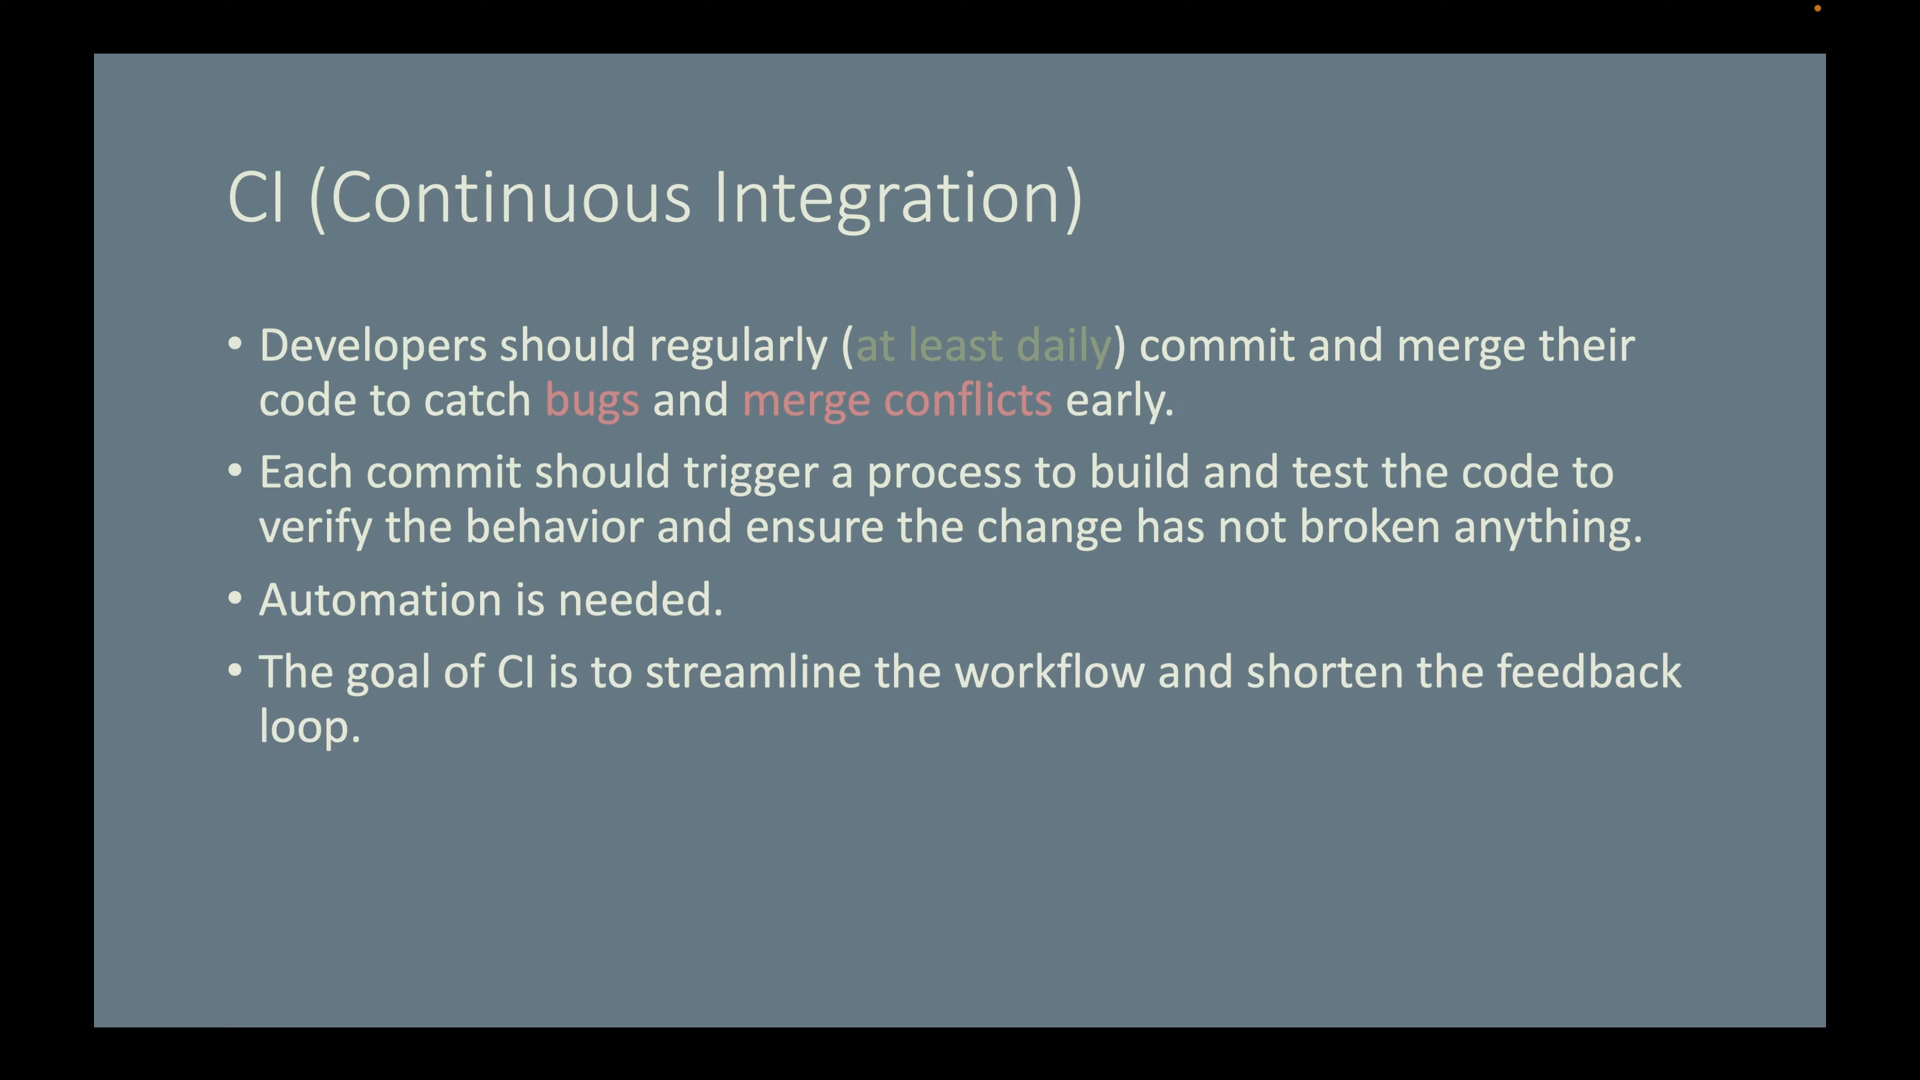 CI (Continuous Integration)
• Developers should regularly (at least daily) commit and merge their
code to catch bugs and merge conflicts early.
• Each commit should trigger a process to build and test the code to
verify the behavior and ensure the change has not broken anything.
• Automation is needed.
• The goal of CI is to streamline the workflow and shorten the feedback
loop.